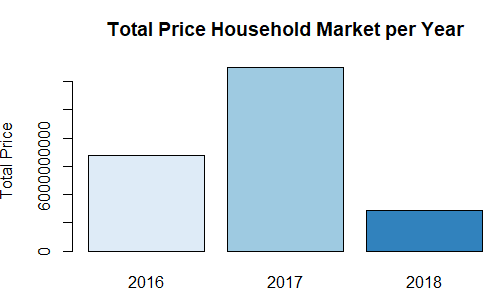 Total Price Household Market per Year
Total Price
6000000000
0
2016 2017 2018